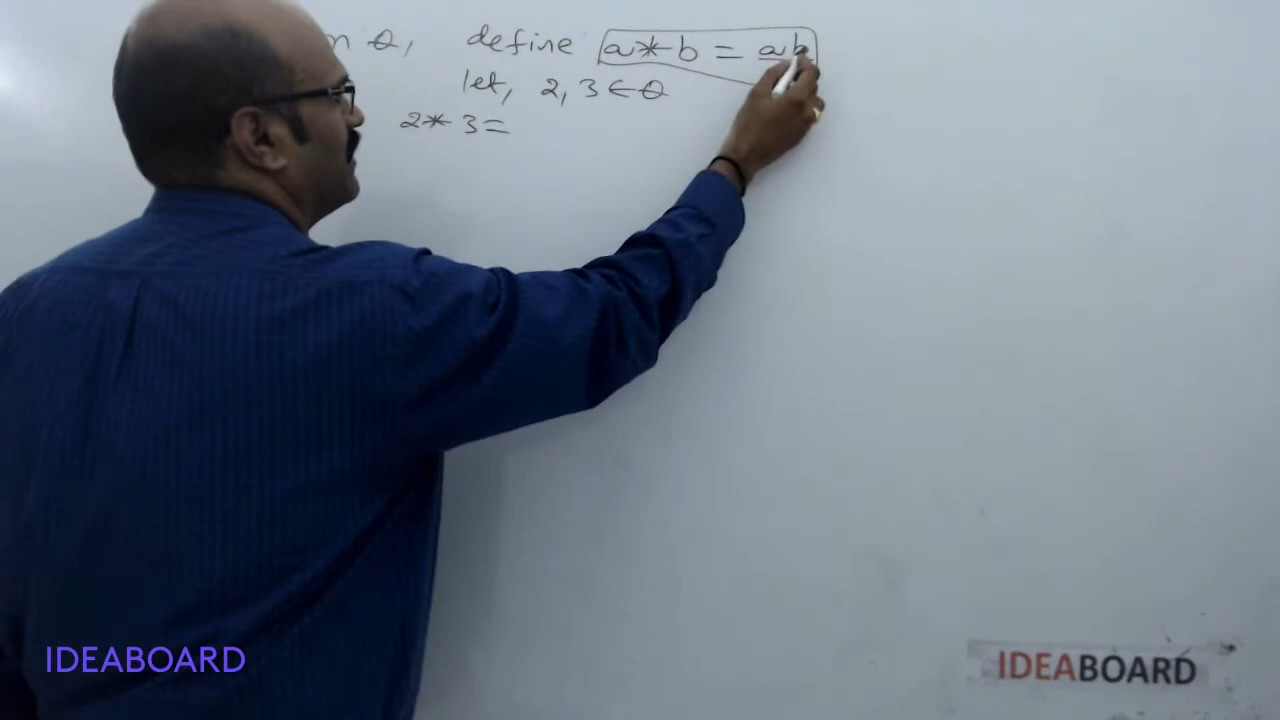 Q, define a * b = ab
let, 2, 3 ∈ Q
2 * 3 =
IDEABOARD
IDEABOARD